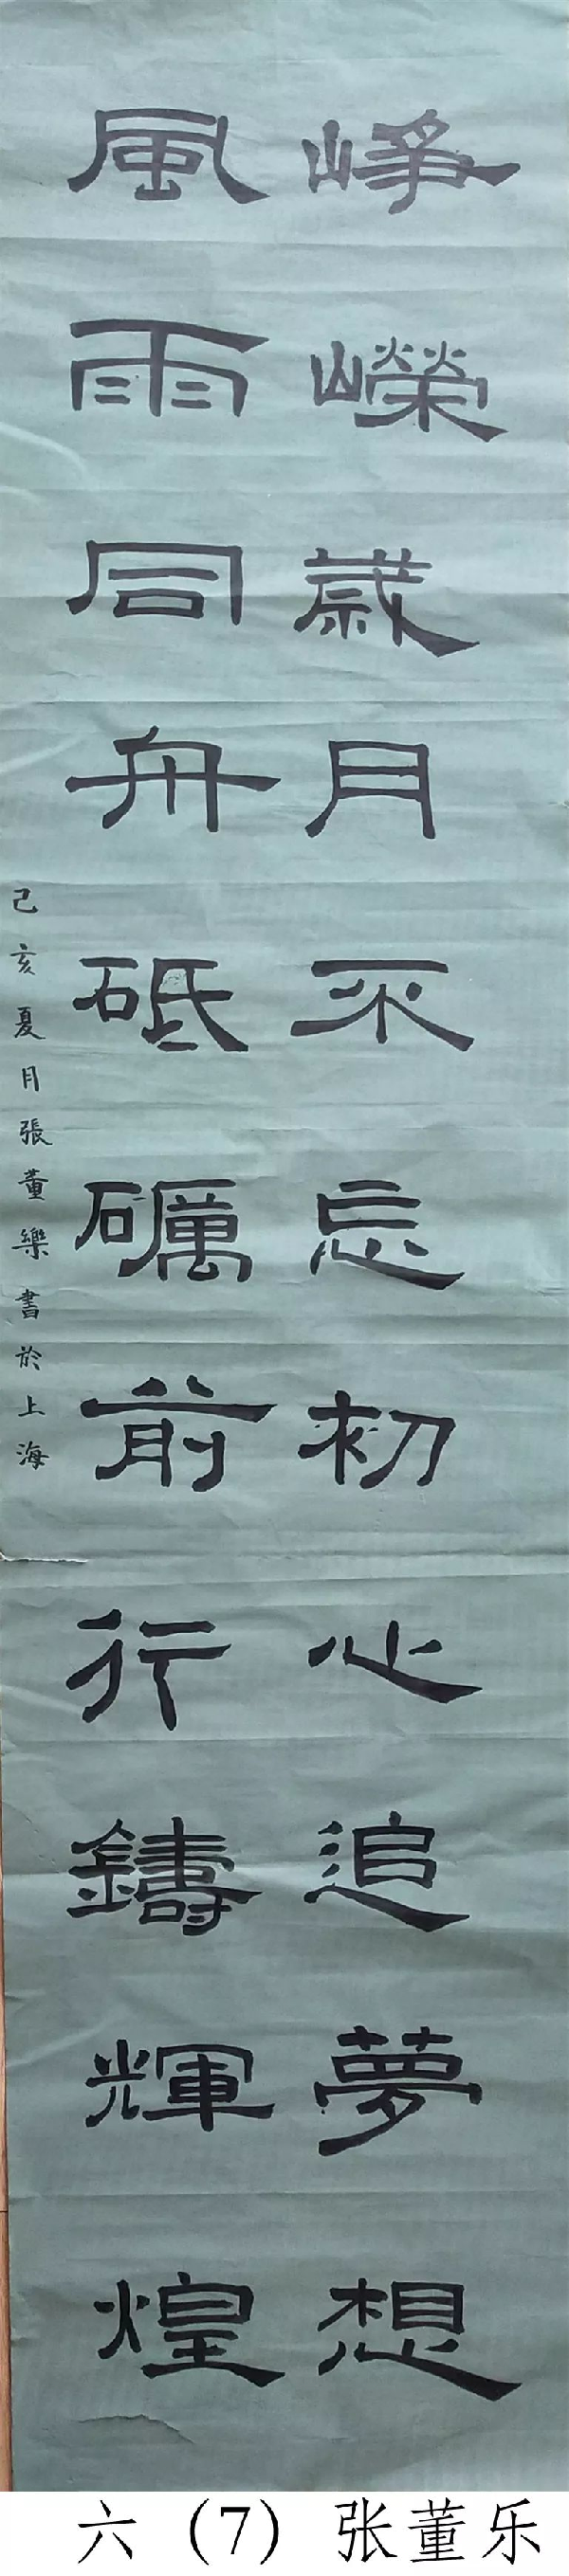 崢嶸歲月不忘初心追夢想
風雨同舟砥礪前行鑄輝煌
己亥夏月張董樂書於上海
六（7）张董乐